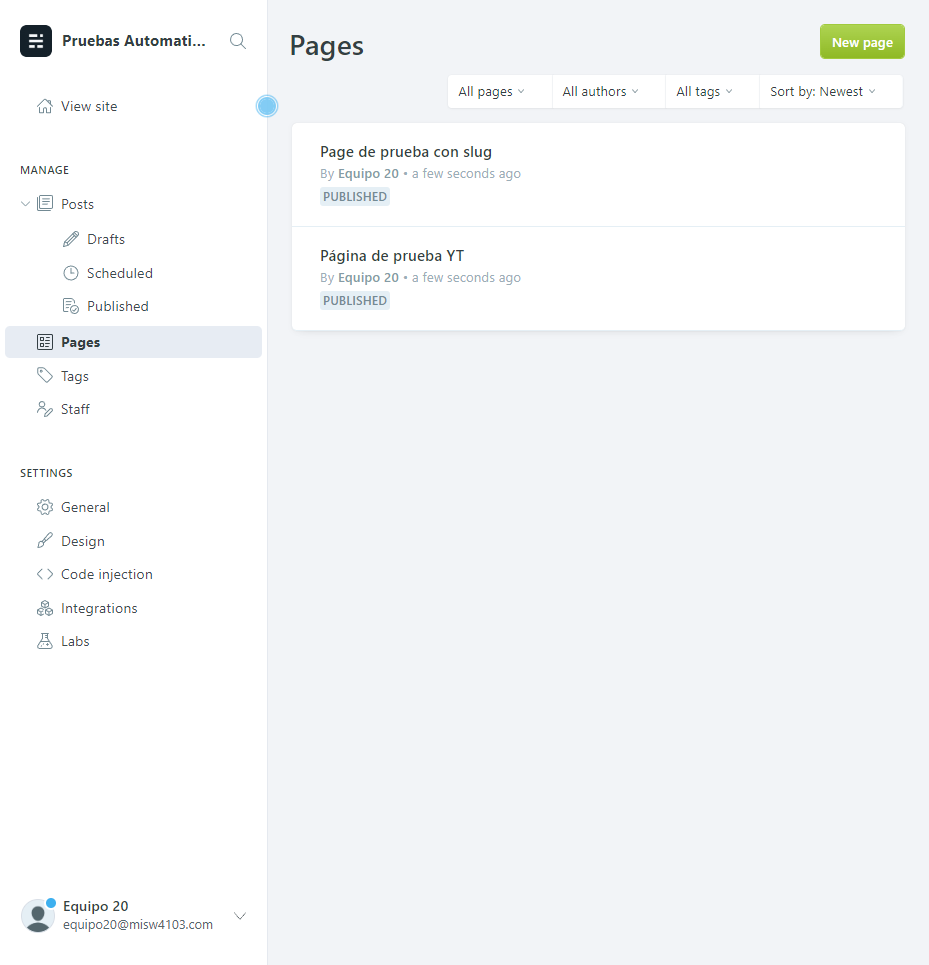 Pruebas Automati...
View site
MANAGE
Posts
Drafts
Scheduled
Published
Pages
Tags
Staff
SETTINGS
General
Design
Code injection
Integrations
Labs
Equipo 20
equipo20@misw4103.com
Pages
New page
All pages
All authors
All tags
Sort by: Newest
Page de prueba con slug
By Equipo 20 • a few seconds ago
PUBLISHED
Página de prueba YT
By Equipo 20 • a few seconds ago
PUBLISHED